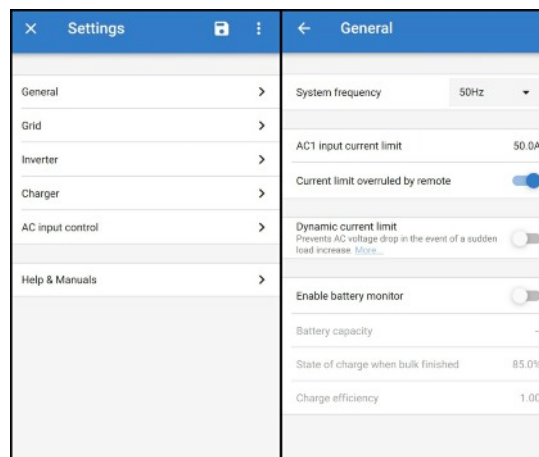 Settings
General
Grid
Inverter
Charger
AC input control
Help & Manuals
General
System frequency 50Hz
AC1 input current limit 50.0A
Current limit overruled by remote
Dynamic current limit
Prevents AC voltage drop in the event of a sudden
load increase. More...
Enable battery monitor
Battery capacity -
State of charge when bulk finished 85.0%
Charge efficiency 1.00